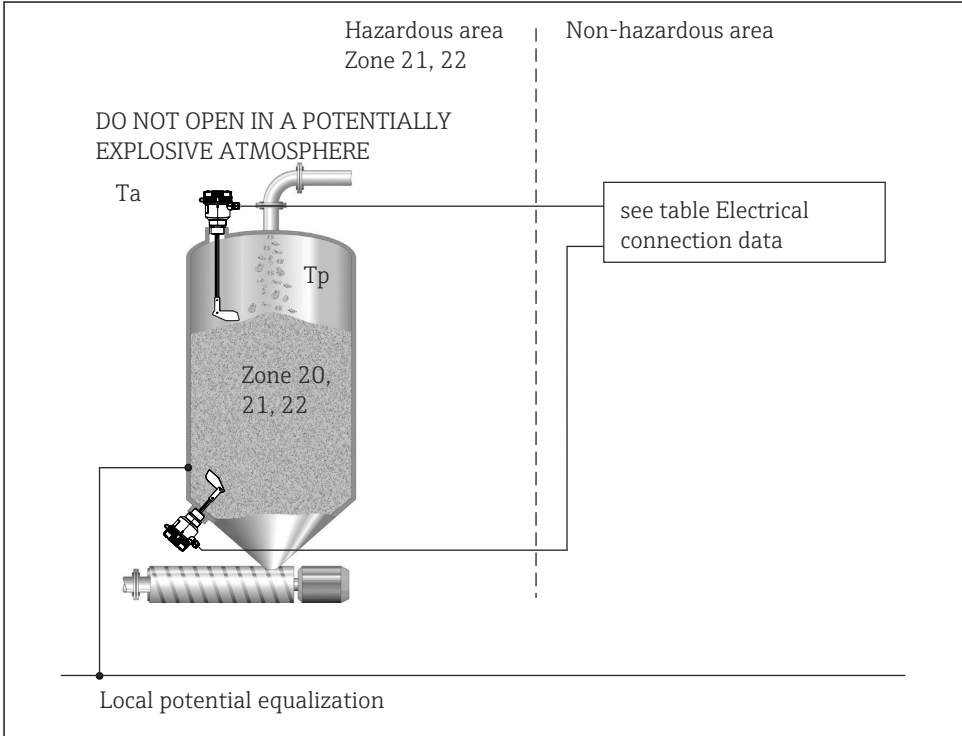 Hazardous area
Zone 21, 22
Non-hazardous area
DO NOT OPEN IN A POTENTIALLY
EXPLOSIVE ATMOSPHERE
Ta
see table Electrical
connection data
Tp
Zone 20,
21, 22
Local potential equalization